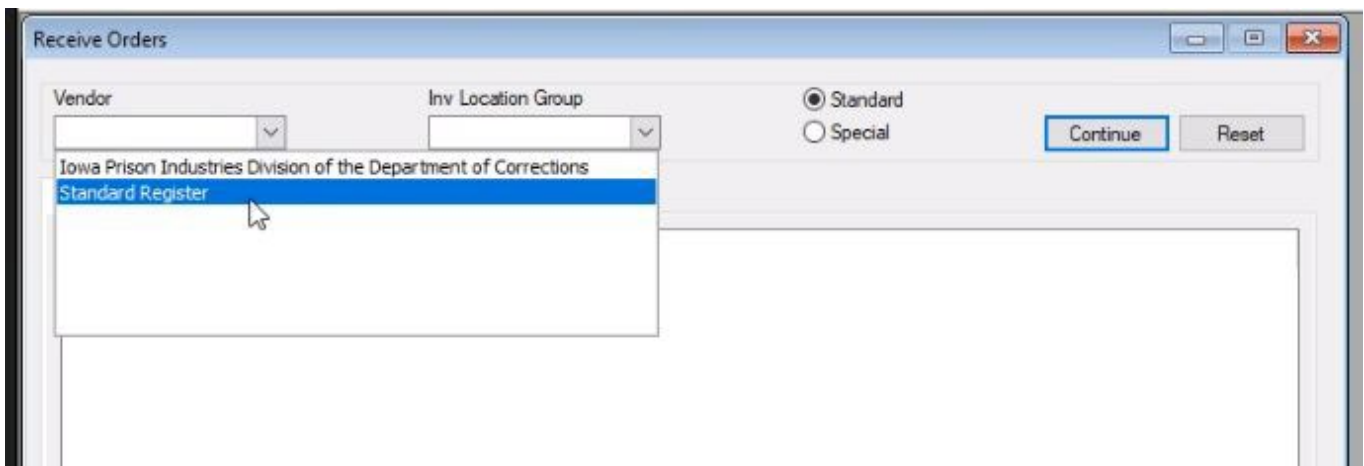 Receive Orders
Vendor
Inv Location Group
Standard
Special
Continue
Reset
Iowa Prison Industries Division of the Department of Corrections
Standard Register